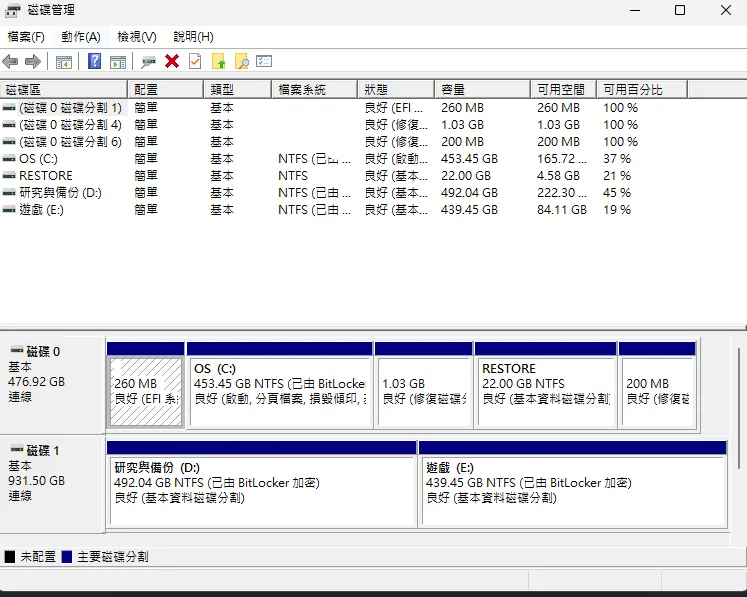 磁碟管理
檔案(F) 動作(A) 檢視(V) 說明(H)
磁碟區 配置 類型 檔案系統 狀態 容量 可用空間 可用百分比
(磁碟 0 磁碟分割 1) 簡單 基本 良好 (EFI ... 260 MB 260 MB 100 %
(磁碟 0 磁碟分割 4) 簡單 基本 良好 (修復... 1.03 GB 1.03 GB 100 %
(磁碟 0 磁碟分割 6) 簡單 基本 良好 (修復... 200 MB 200 MB 100 %
OS (C:) 簡單 基本 NTFS (已由 ... 良好 (啟動... 453.45 GB 165.72 ... 37 %
RESTORE 簡單 基本 NTFS 良好 (基本... 22.00 GB 4.58 GB 21 %
研究與備份 (D:) 簡單 基本 NTFS (已由 ... 良好 (基本... 492.04 GB 222.30 ... 45 %
遊戲 (E:) 簡單 基本 NTFS (已由 ... 良好 (基本... 439.45 GB 84.11 GB 19 %
磁碟 0
基本
476.92 GB
連線
260 MB
良好 (EFI 系
OS (C:)
453.45 GB NTFS (已由 BitLocke
良好 (啟動, 分頁檔案, 損毀傾印,
1.03 GB
良好 (修復磁碟分
RESTORE
22.00 GB NTFS
良好 (基本資料磁碟分割)
200 MB
良好 (修復磁
磁碟 1
基本
931.50 GB
連線
研究與備份 (D:)
492.04 GB NTFS (已由 BitLocker 加密)
良好 (基本資料磁碟分割)
遊戲 (E:)
439.45 GB NTFS (已由 BitLocker 加密)
良好 (基本資料磁碟分割)
未配置 主要磁碟分割